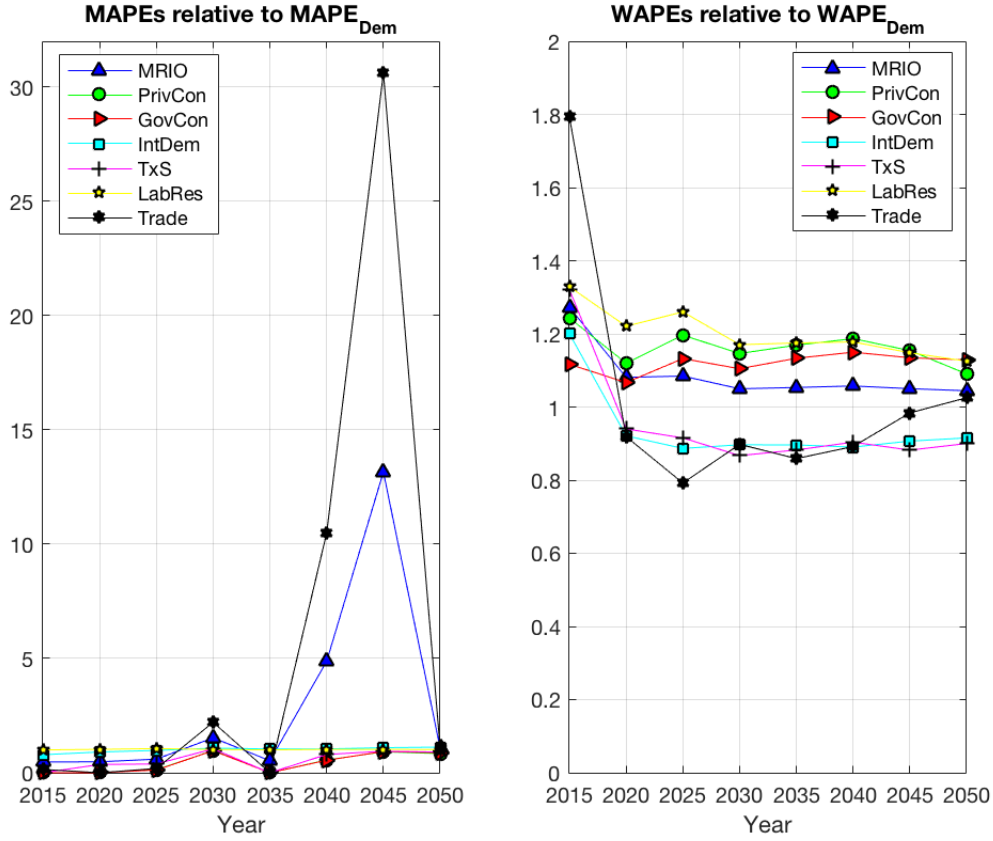 MAPEs relative to MAPE_Dem
30
25
20
15
10
5
0
MRIO
PrivCon
GovCon
IntDem
TxS
LabRes
Trade
2015 2020 2025 2030 2035 2040 2045 2050
Year
WAPEs relative to WAPE_Dem
2
1.8
1.6
1.4
1.2
1
0.8
0.6
0.4
0.2
0
MRIO
PrivCon
GovCon
IntDem
TxS
LabRes
Trade
2015 2020 2025 2030 2035 2040 2045 2050
Year